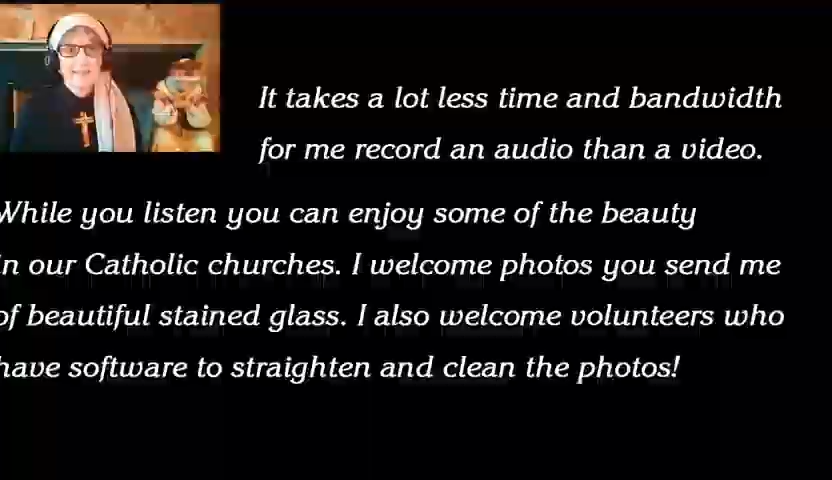 It takes a lot less time and bandwidth
for me record an audio than a video.
While you listen you can enjoy some of the beauty
in our Catholic churches. I welcome photos you send me
of beautiful stained glass. I also welcome volunteers who
have software to straighten and clean the photos!